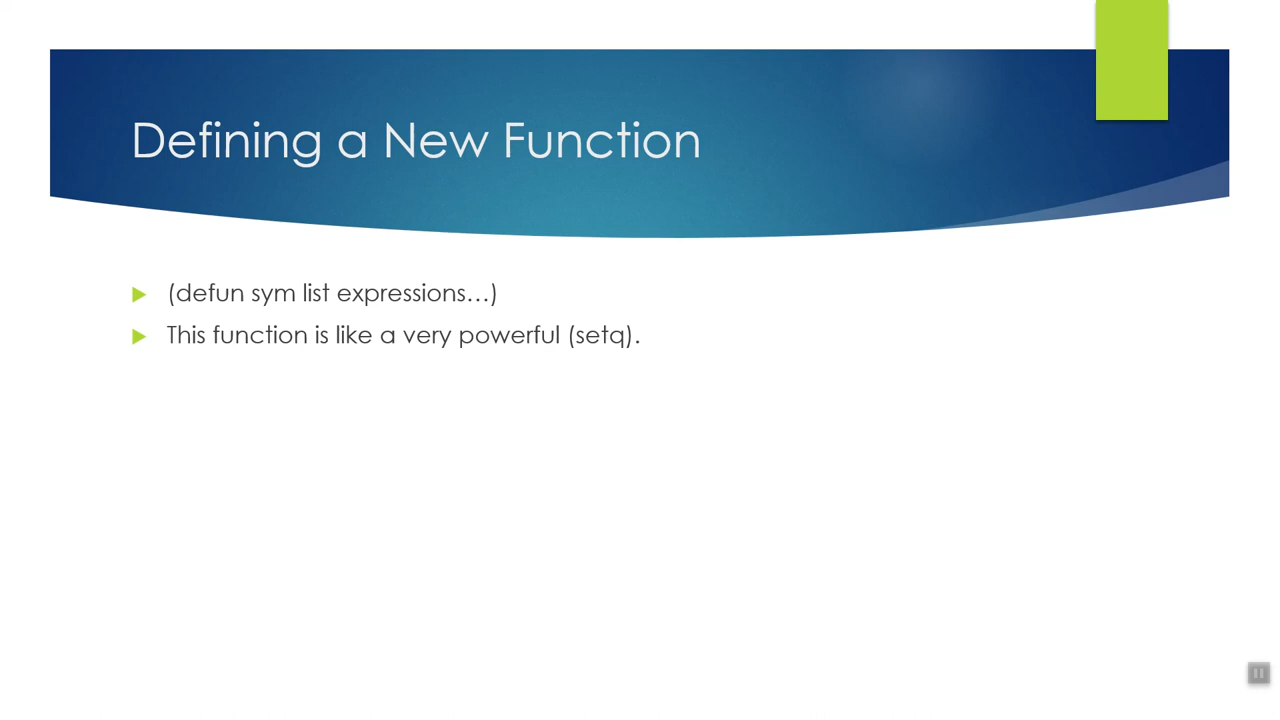 Defining a New Function
(defun sym list expressions…)
This function is like a very powerful (setq).